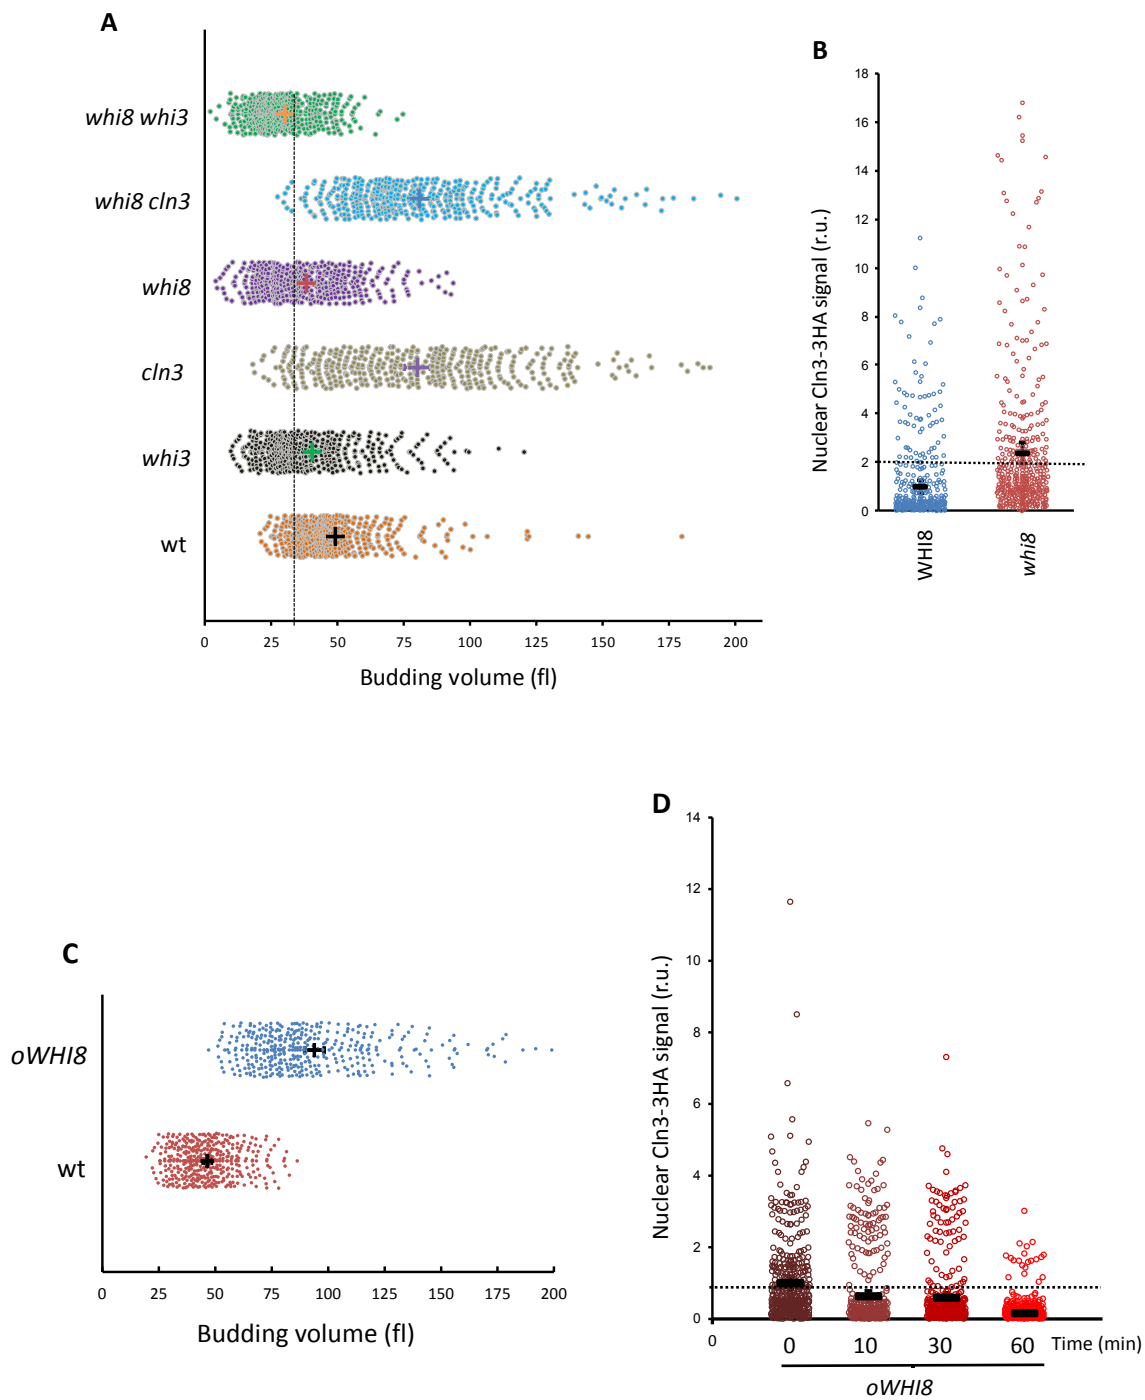 A
whi8 whi3
whi8 cln3
whi8
cln3
whi3
wt
0 25 50 75 100 125 150 175 200
Budding volume (fl)
B
18
16
14
12
10
8
6
4
2
0
Nuclear Cln3-3HA signal (r.u.)
WHI8
whi8
C
oWHI8
wt
0 25 50 75 100 125 150 175 200
Budding volume (fl)
D
14
12
10
8
6
4
2
0
Nuclear Cln3-3HA signal (r.u.)
0 0 10 30 60 Time (min)
oWHI8